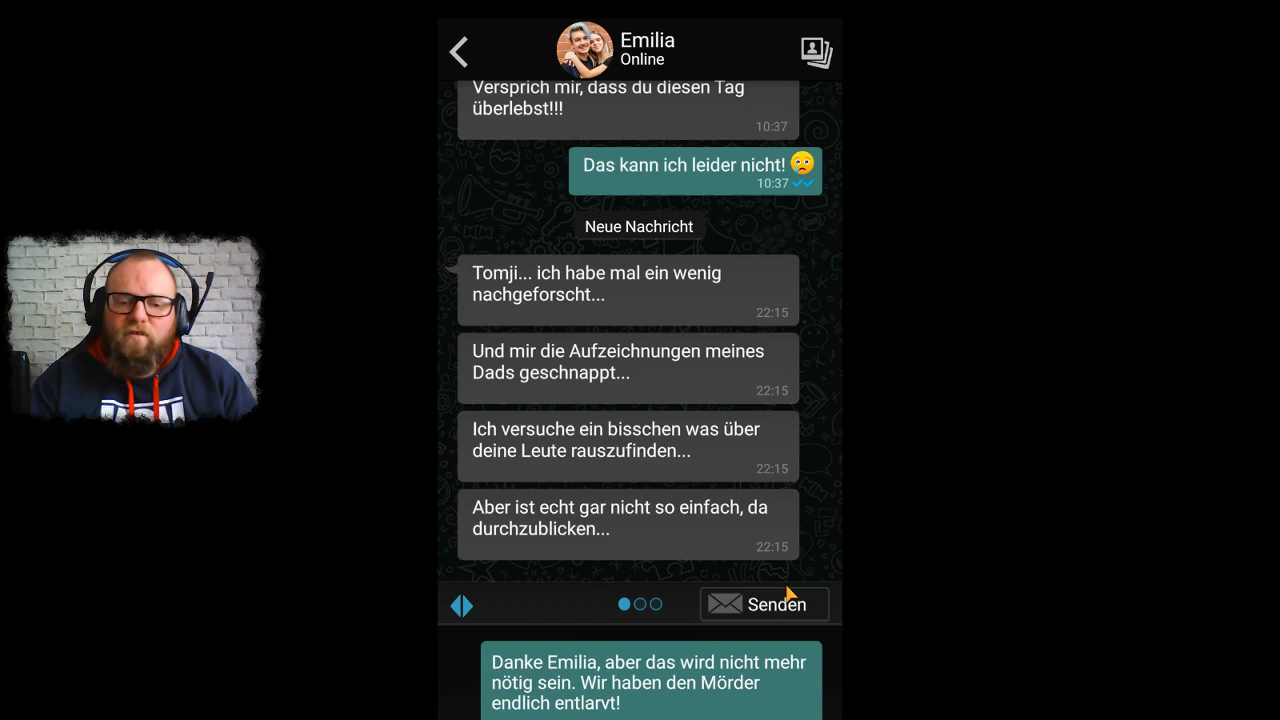 Emilia
Online
Versprich mir, dass du diesen Tag
überlebst!!!
10:37
Das kann ich leider nicht! 😢
10:37
Neue Nachricht
Tomji... ich habe mal ein wenig
nachgeforscht...
22:15
Und mir die Aufzeichnungen meines
Dads geschnappt...
22:15
Ich versuche ein bisschen was über
deine Leute rauszufinden...
22:15
Aber ist echt gar nicht so einfach, da
durchzublicken...
22:15
Senden
Danke Emilia, aber das wird nicht mehr
nötig sein. Wir haben den Mörder
endlich entlarvt!